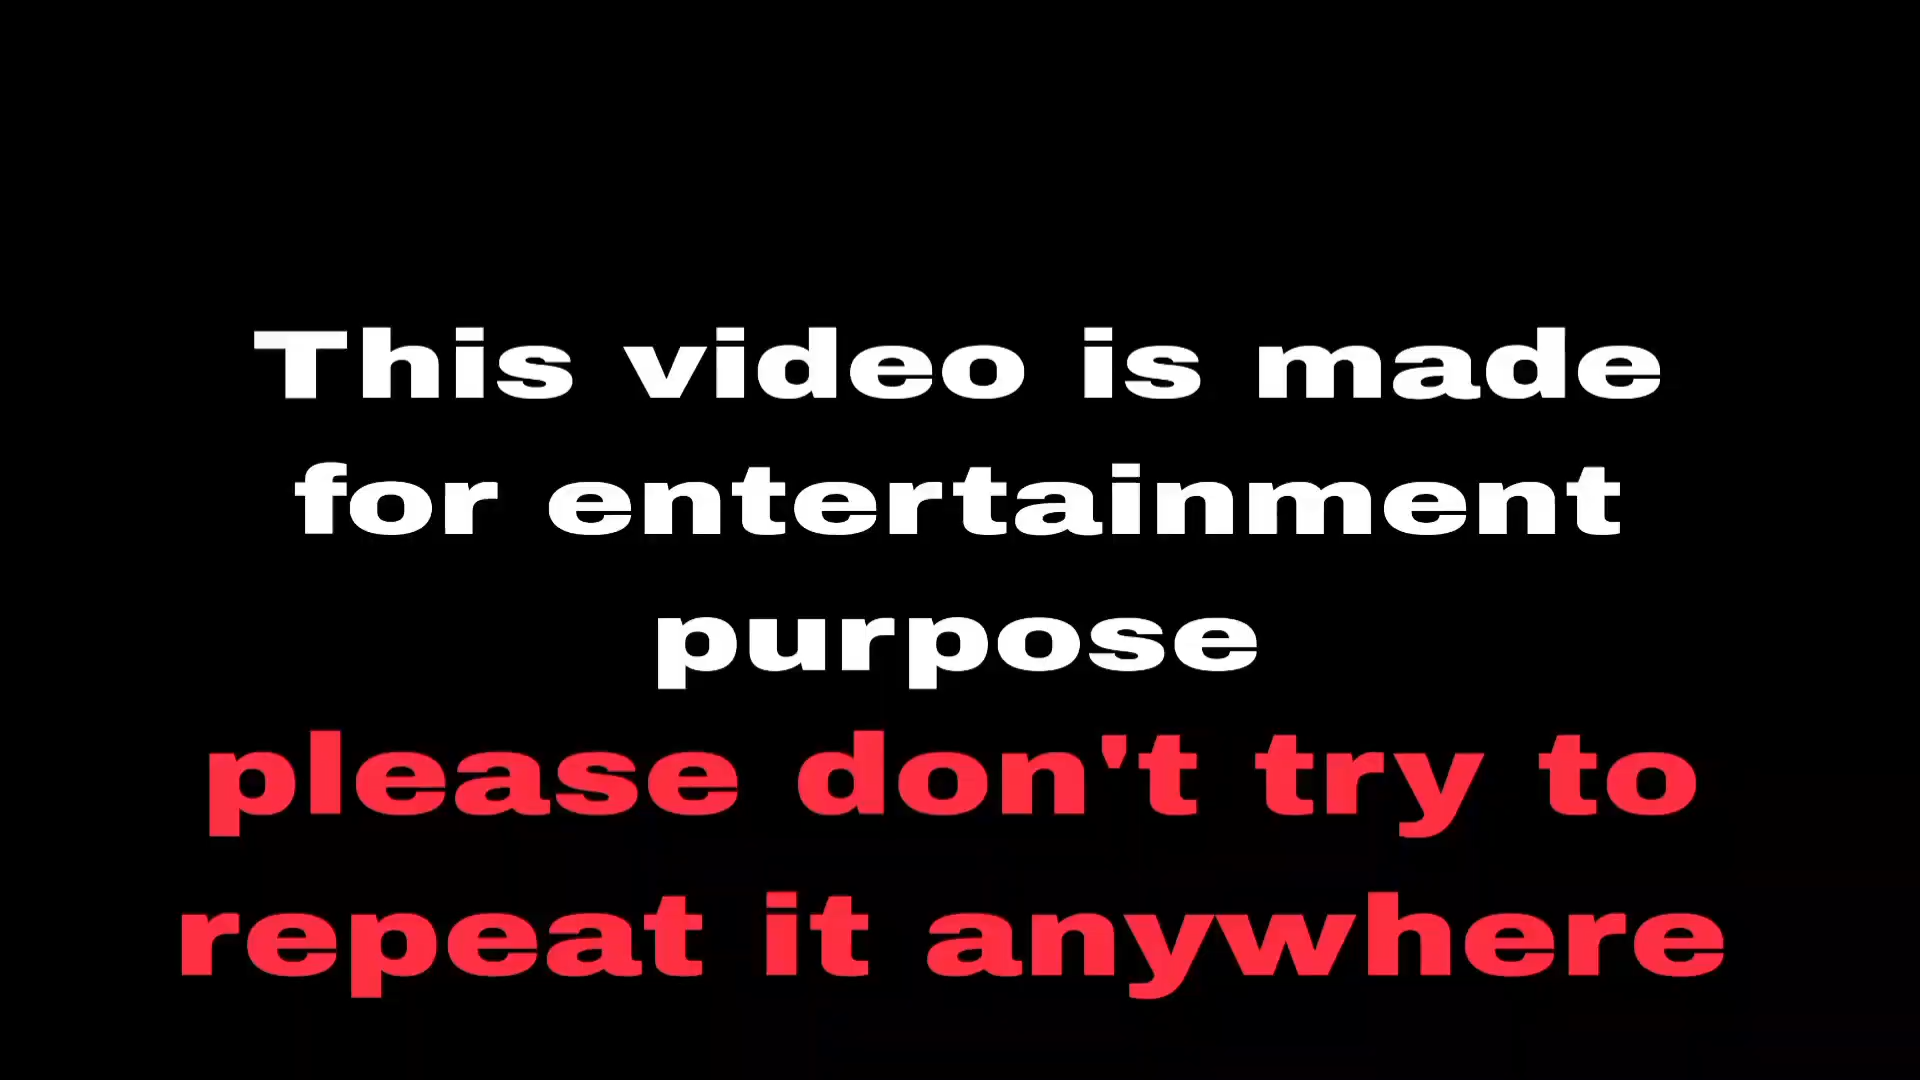 This video is made
for entertainment
purpose
please don't try to
repeat it anywhere